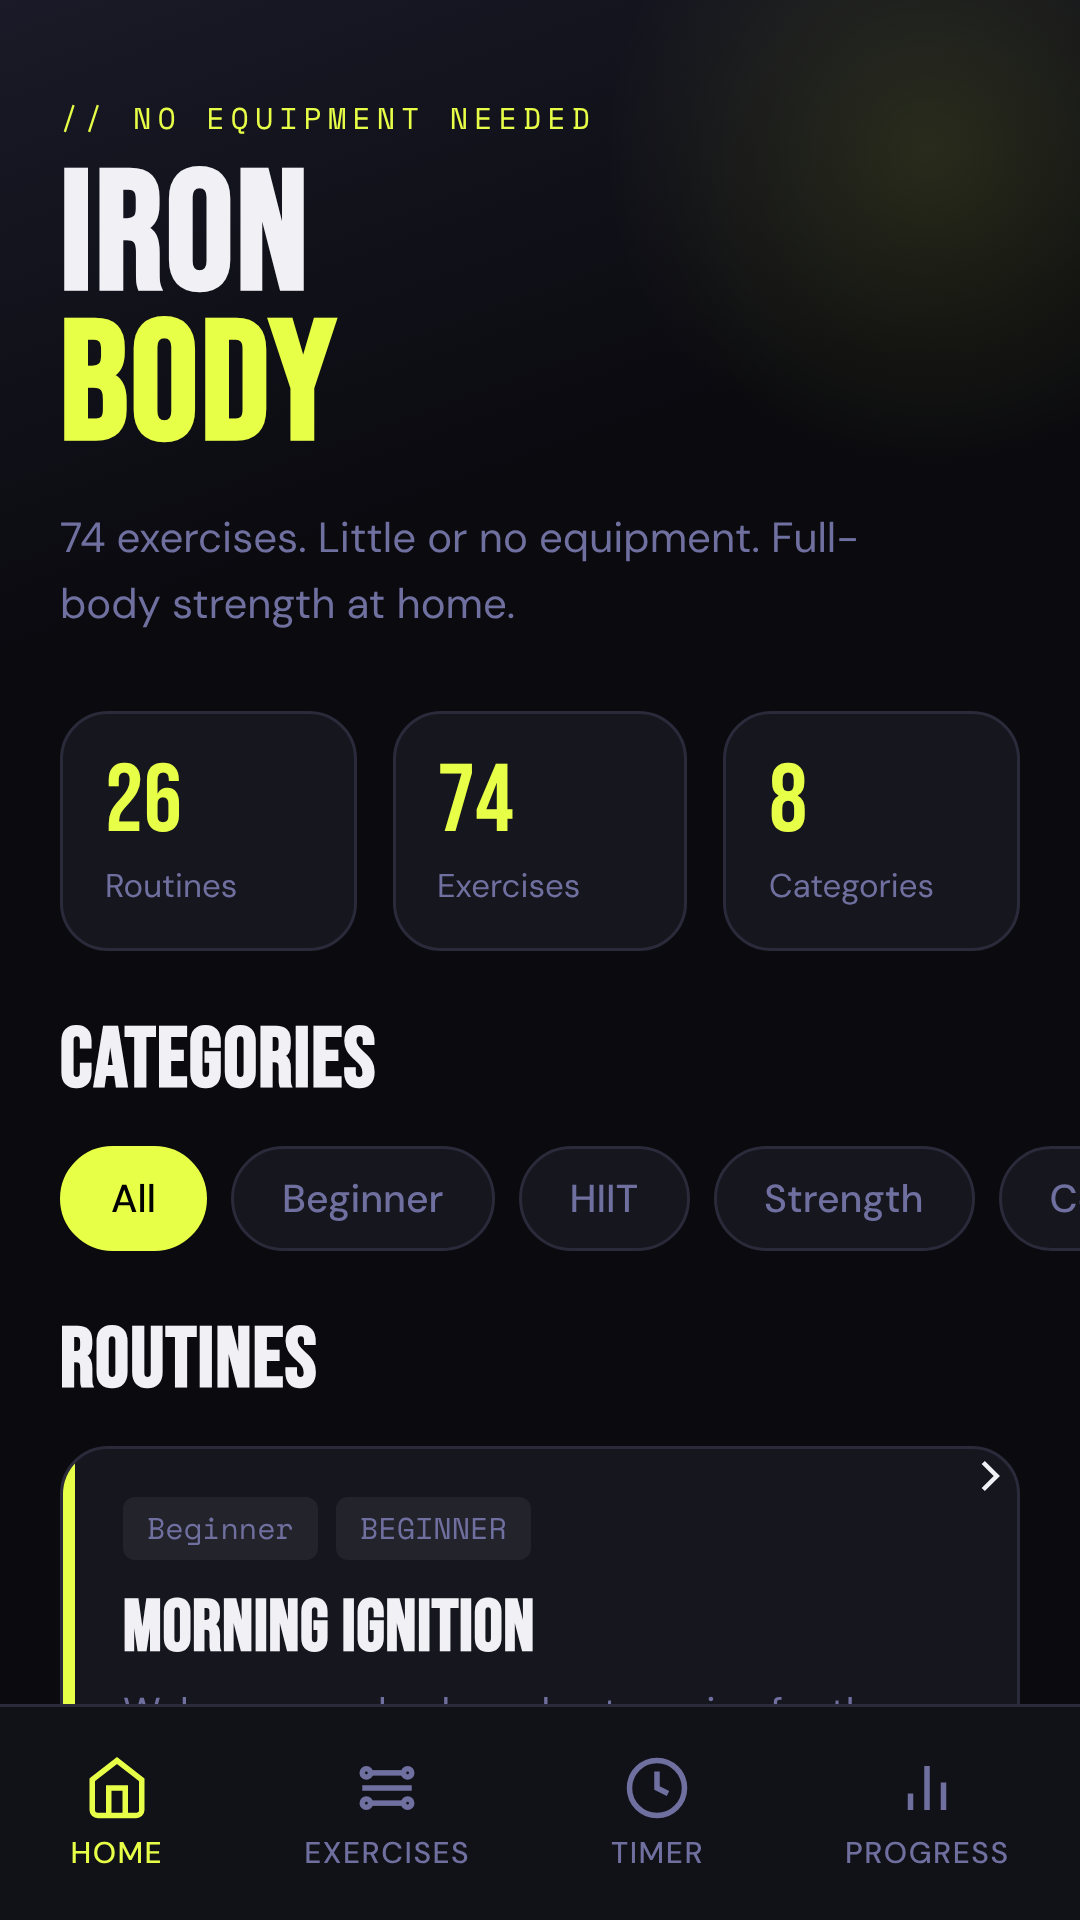 // NO EQUIPMENT NEEDED
IRON
BODY
74 exercises. Little or no equipment. Full-
body strength at home.
26
Routines
74
Exercises
8
Categories
CATEGORIES
All
Beginner
HIIT
Strength
C
ROUTINES
Beginner
BEGINNER
MORNING IGNITION
HOME
EXERCISES
TIMER
PROGRESS